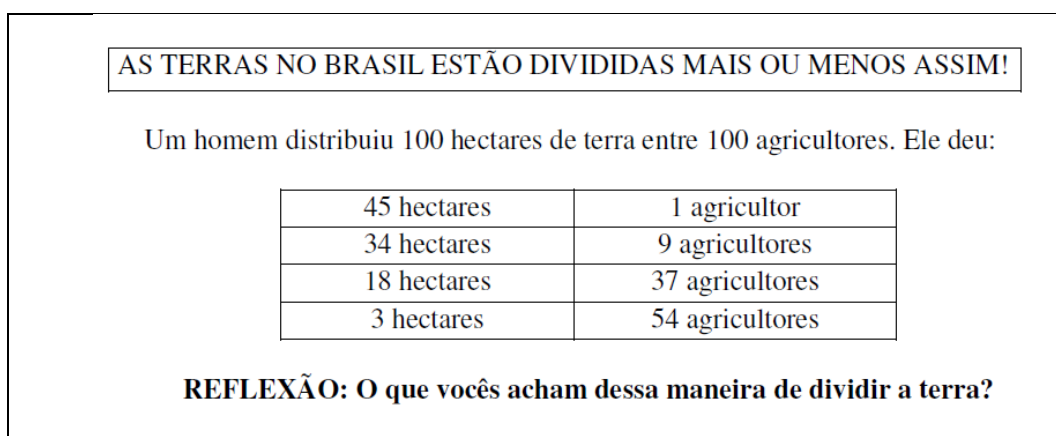 AS TERRAS NO BRASIL ESTÃO DIVIDIDAS MAIS OU MENOS ASSIM!
Um homem distribuiu 100 hectares de terra entre 100 agricultores. Ele deu:
45 hectares 1 agricultor
34 hectares 9 agricultores
18 hectares 37 agricultores
3 hectares 54 agricultores
REFLEXÃO: O que vocês acham dessa maneira de dividir a terra?